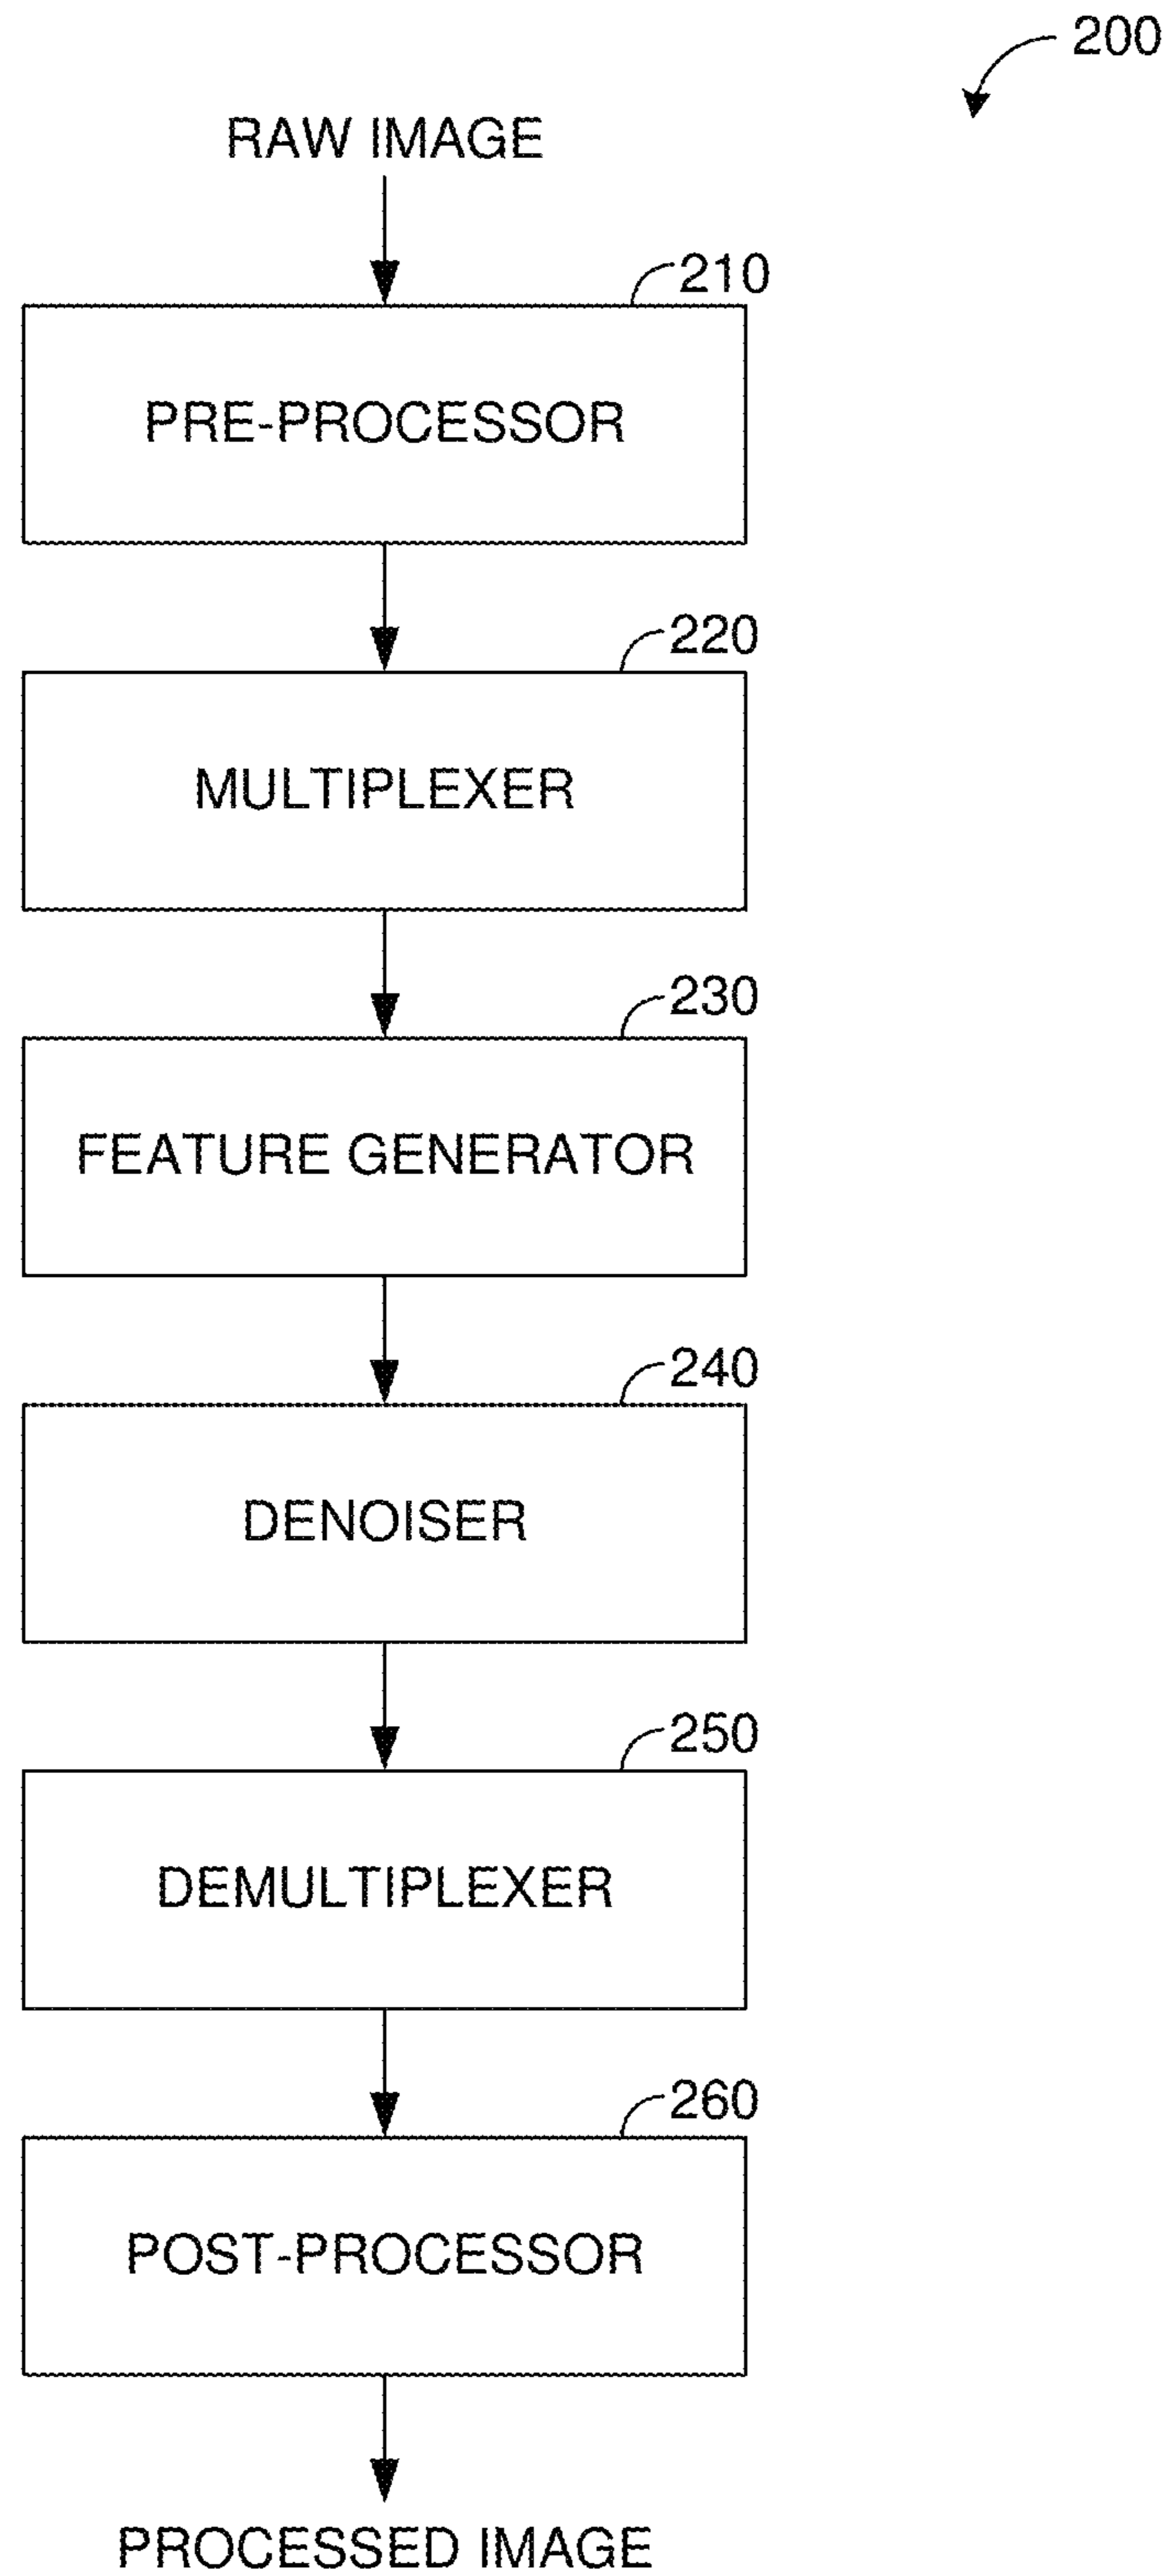 200
RAW IMAGE
210
PRE-PROCESSOR
220
MULTIPLEXER
230
FEATURE GENERATOR
240
DENOISER
250
DEMULTIPLEXER
260
POST-PROCESSOR
PROCESSED IMAGE